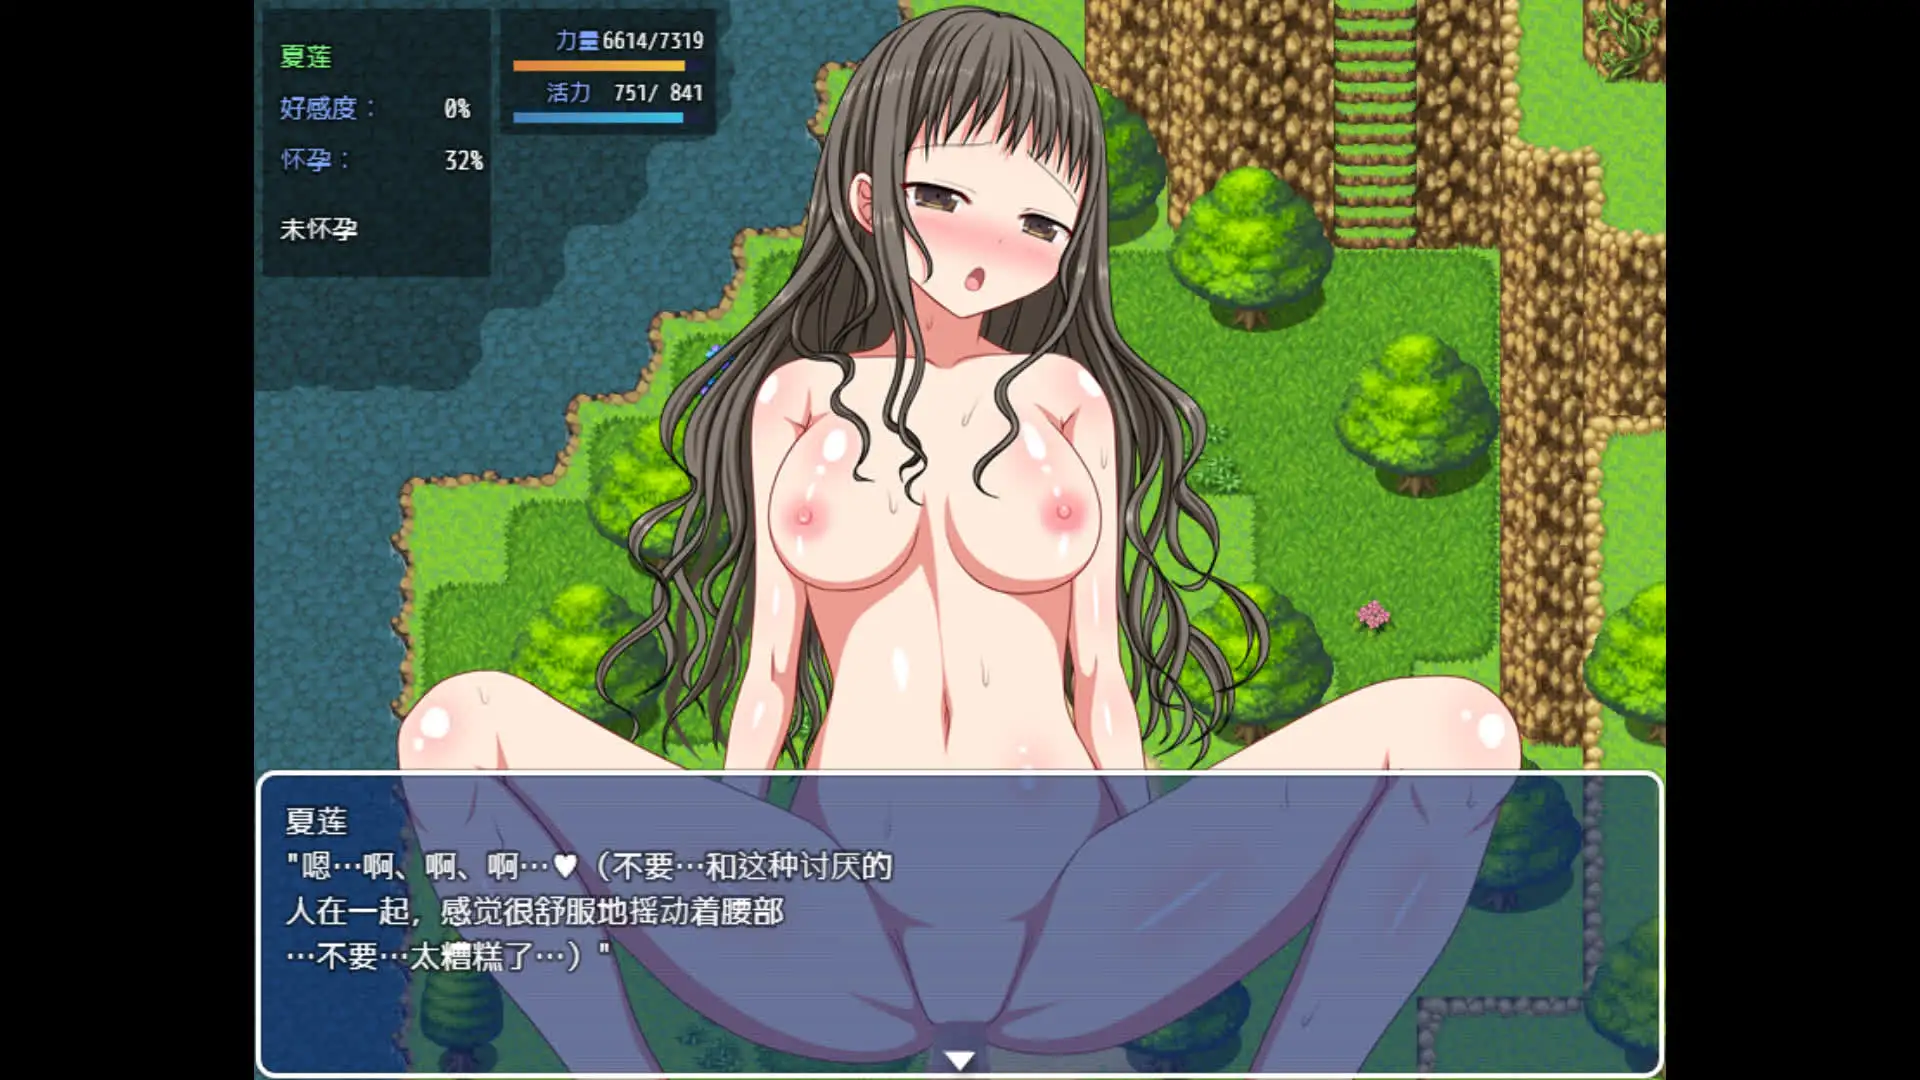 夏莲
好感度： 0%
怀孕： 32%
未怀孕
力量6614/7319
活力 751/ 841
夏莲
"嗯…啊、啊、啊…♥（不要…和这种讨厌的
人在一起，感觉很舒服地摇动着腰部
…不要…太糟糕了…）"